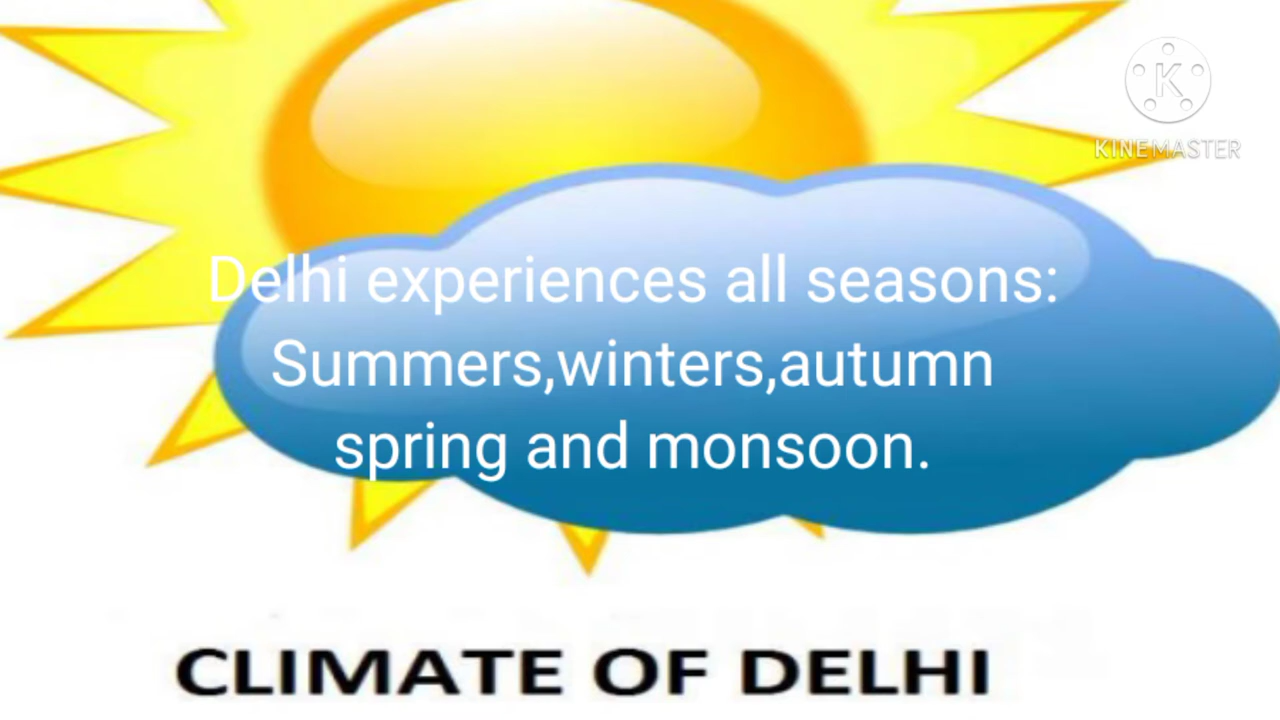 K
KINEMASTER
Delhi experiences all seasons:
Summers,winters,autumn
spring and monsoon.
CLIMATE OF DELHI